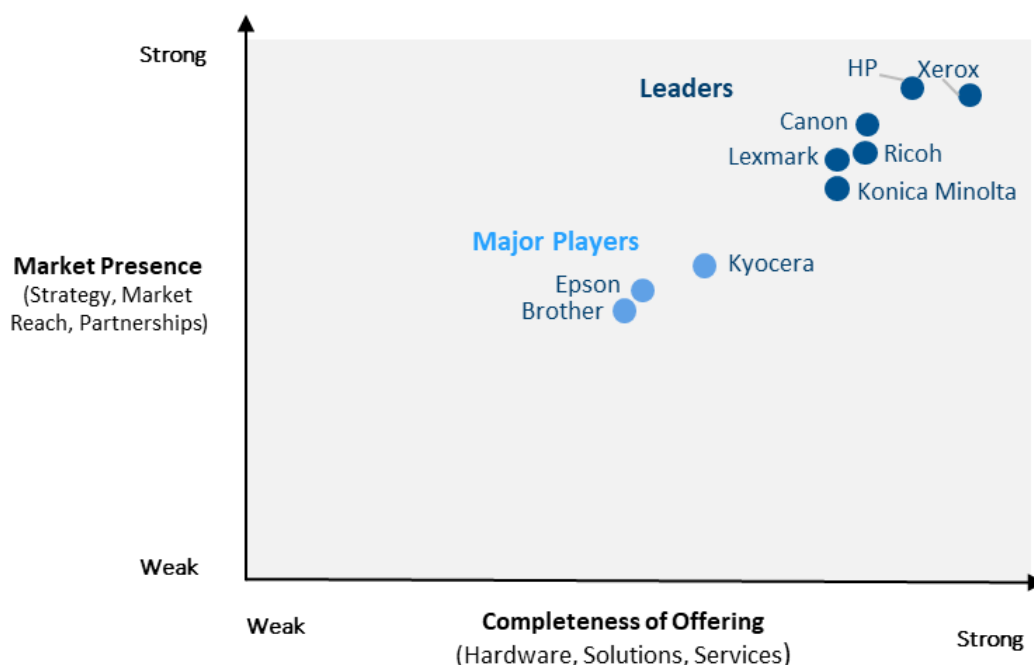 Strong
HP
Xerox
Leaders
Canon
Lexmark
Ricoh
Konica Minolta
Major Players
Kyocera
Market Presence
(Strategy, Market
Reach, Partnerships)
Epson
Brother
Weak
Weak
Completeness of Offering
(Hardware, Solutions, Services)
Strong